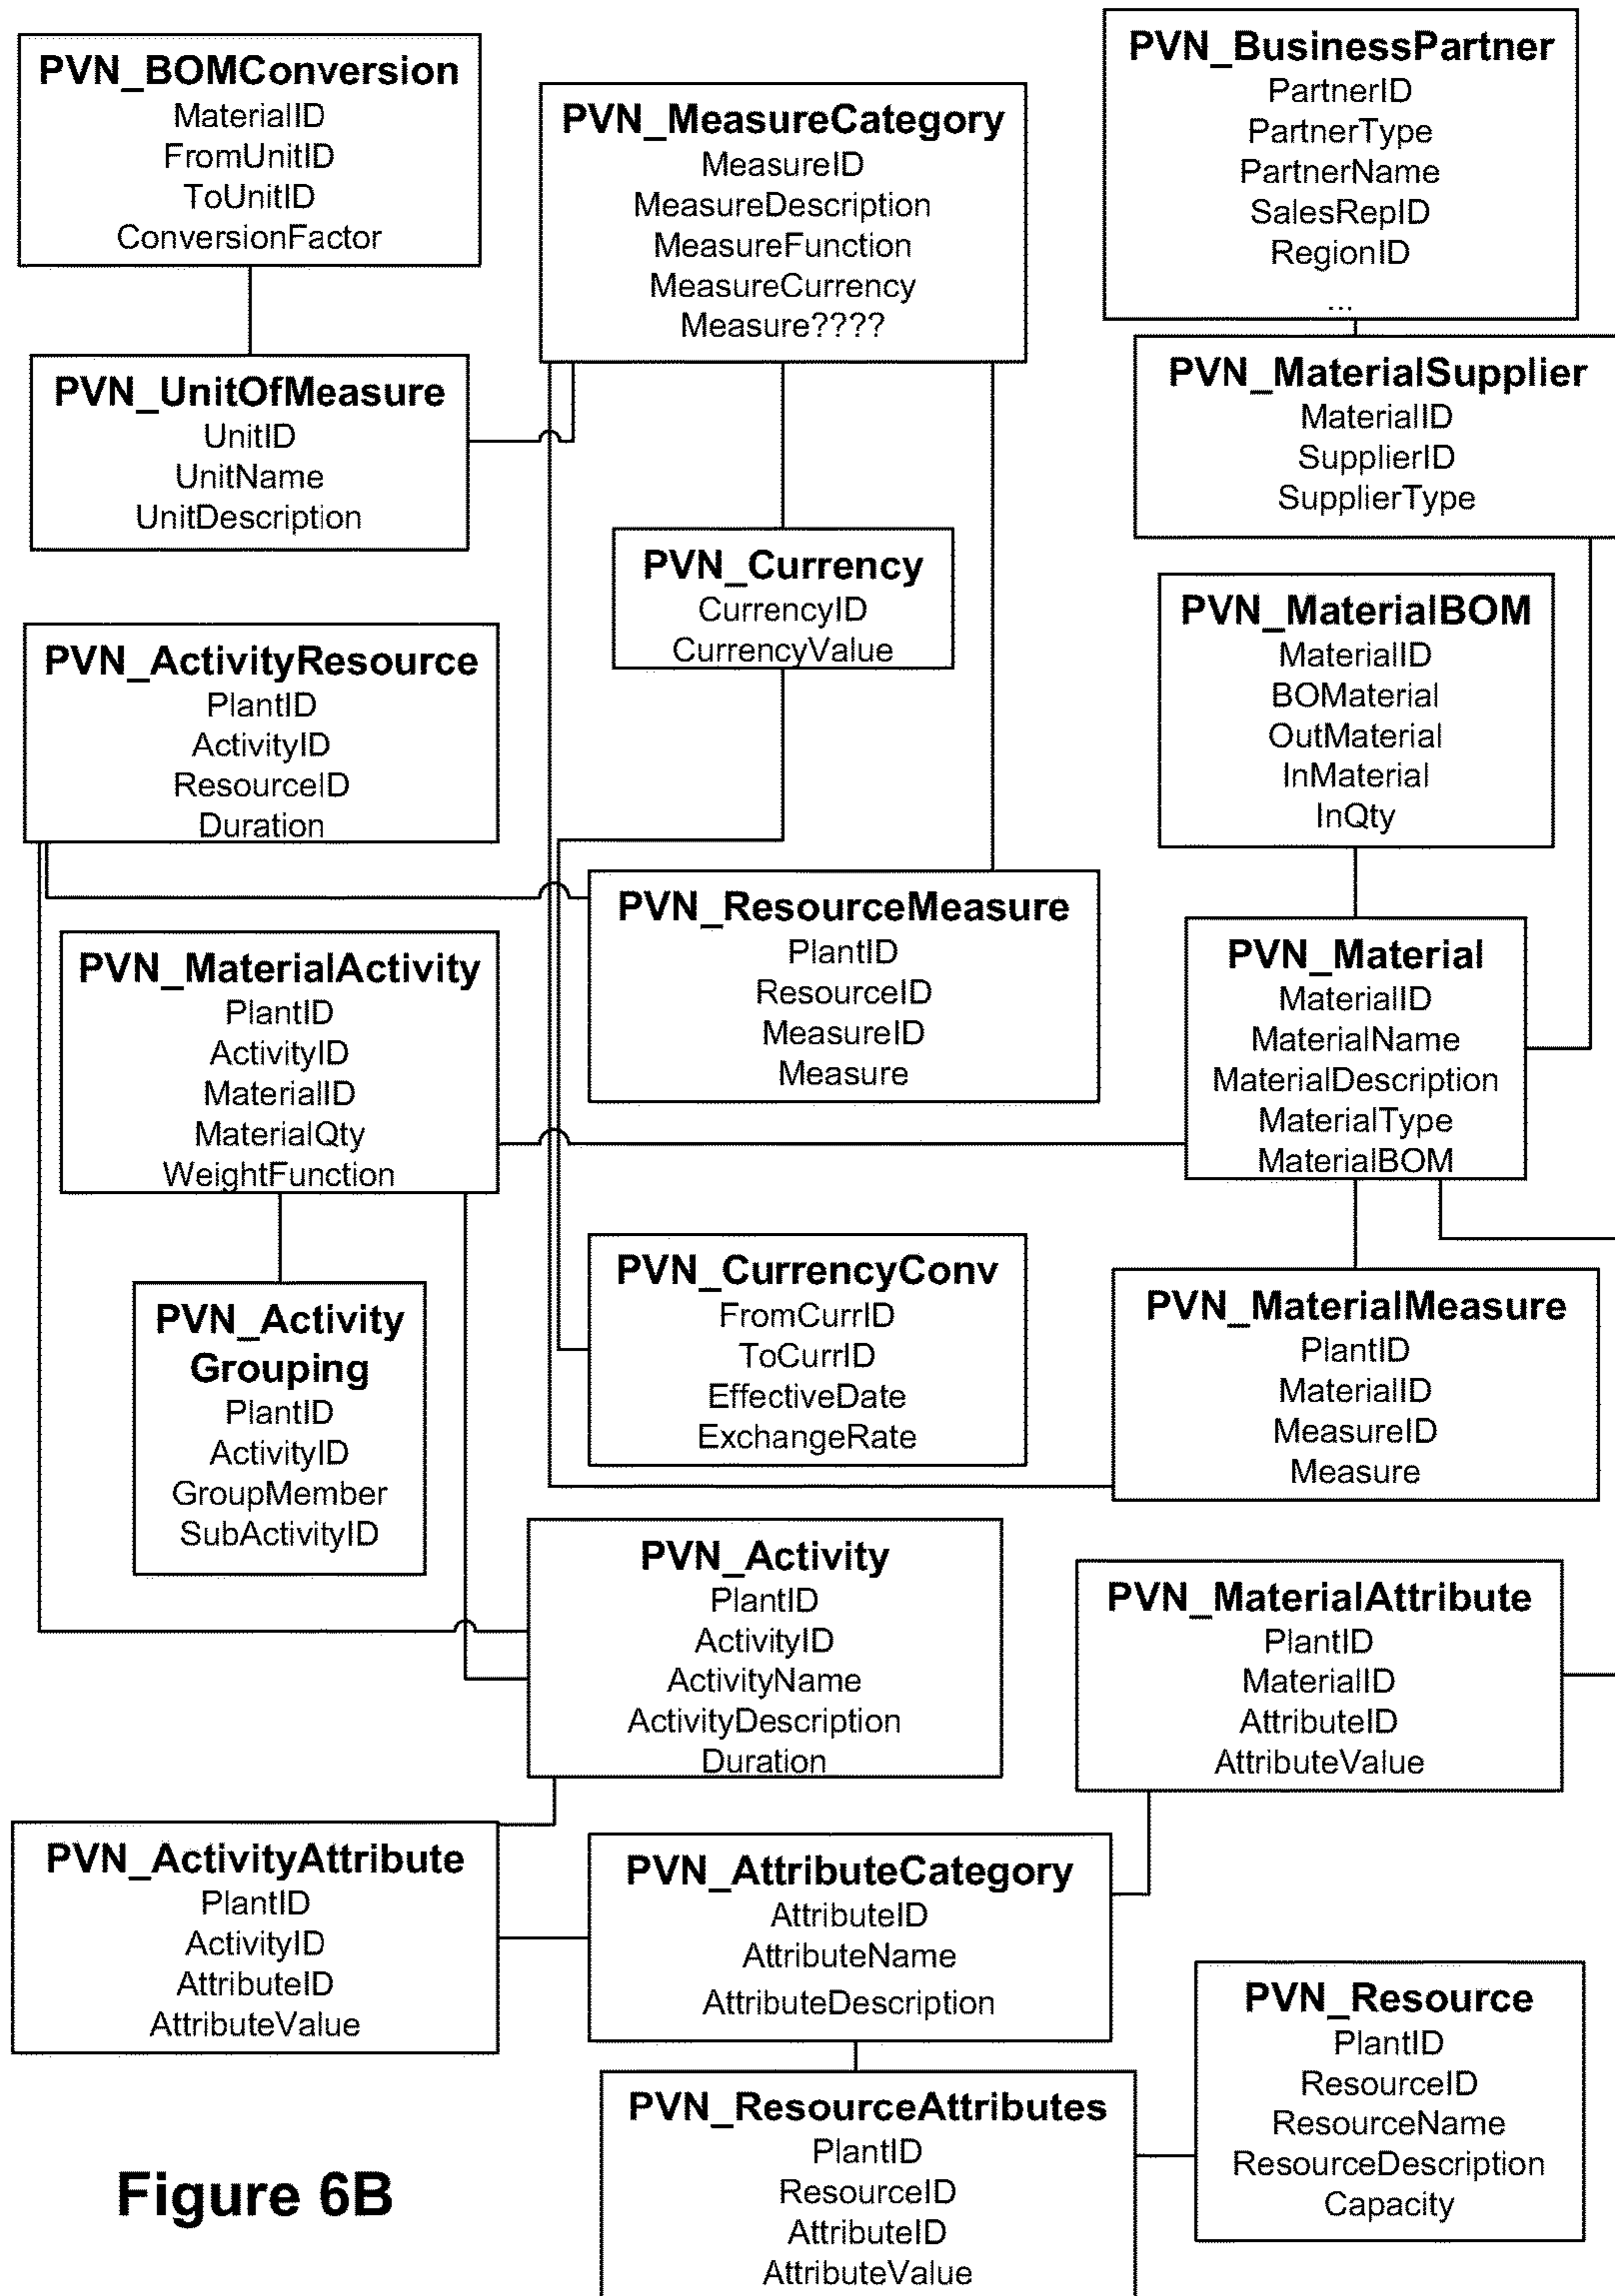 PVN_BOMConversion
MaterialID
FromUnitID
ToUnitID
ConversionFactor
PVN_MeasureCategory
MeasureID
MeasureDescription
MeasureFunction
MeasureCurrency
Measure????
PVN_BusinessPartner
PartnerID
PartnerType
PartnerName
SalesRepID
RegionID
...
PVN_UnitOfMeasure
UnitID
UnitName
UnitDescription
PVN_MaterialSupplier
MaterialID
SupplierID
SupplierType
PVN_Currency
CurrencyID
CurrencyValue
PVN_MaterialBOM
MaterialID
BOMaterial
OutMaterial
InMaterial
InQty
PVN_ActivityResource
PlantID
ActivityID
ResourceID
Duration
PVN_ResourceMeasure
PlantID
ResourceID
MeasureID
Measure
PVN_MaterialActivity
PlantID
ActivityID
MaterialID
MaterialQty
WeightFunction
PVN_Material
MaterialID
MaterialName
MaterialDescription
MaterialType
MaterialBOM
PVN_Activity
Grouping
PlantID
ActivityID
GroupMember
SubActivityID
PVN_CurrencyConv
FromCurrID
ToCurrID
EffectiveDate
ExchangeRate
PVN_MaterialMeasure
PlantID
MaterialID
MeasureID
Measure
PVN_Activity
PlantID
ActivityID
ActivityName
ActivityDescription
Duration
PVN_MaterialAttribute
PlantID
MaterialID
AttributeID
AttributeValue
PVN_ActivityAttribute
PlantID
ActivityID
AttributeID
AttributeValue
PVN_AttributeCategory
AttributeID
AttributeName
AttributeDescription
PVN_Resource
PlantID
ResourceID
ResourceName
ResourceDescription
Capacity
PVN_ResourceAttributes
PlantID
ResourceID
AttributeID
AttributeValue
Figure 6B